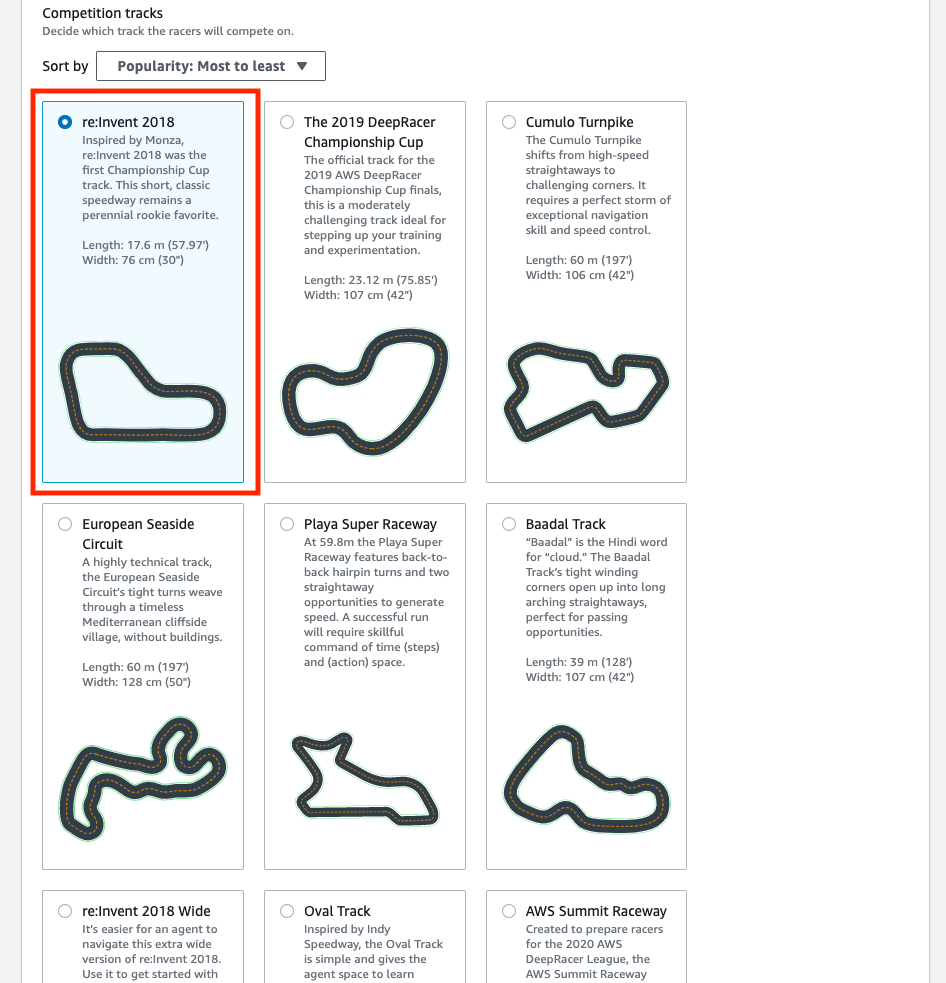 Competition tracks
Decide which track the racers will compete on.
Sort by
Popularity: Most to least
re:Invent 2018
Inspired by Monza,
re:Invent 2018 was the
first Championship Cup
track. This short, classic
speedway remains a
perennial rookie favorite.
Length: 17.6 m (57.97')
Width: 76 cm (30")
The 2019 DeepRacer
Championship Cup
The official track for the
2019 AWS DeepRacer
Championship Cup finals,
this is a moderately
challenging track ideal for
stepping up your training
and experimentation.
Length: 23.12 m (75.85')
Width: 107 cm (42")
Cumulo Turnpike
The Cumulo Turnpike
shifts from high-speed
straightaways to
challenging corners. It
requires a perfect storm of
exceptional navigation
skill and speed control.
Length: 60 m (197')
Width: 106 cm (42")
European Seaside
Circuit
A highly technical track,
the European Seaside
Circuit's tight turns weave
through a timeless
Mediterranean cliffside
village, without buildings.
Length: 60 m (197')
Width: 128 cm (50")
Playa Super Raceway
At 59.8m the Playa Super
Raceway features back-to-
back hairpin turns and two
straightaway
opportunities to generate
speed. A successful run
will require skillful
command of time (steps)
and (action) space.
Baadal Track
“Baadal” is the Hindi word
for “cloud.” The Baadal
Track’s tight winding
corners open up into long
arching straightaways,
perfect for passing
opportunities.
Length: 39 m (128')
Width: 107 cm (42")
re:Invent 2018 Wide
It’s easier for an agent to
navigate this extra wide
version of re:Invent 2018.
Use it to get started with
Oval Track
Inspired by Indy
Speedway, the Oval Track
is simple and gives the
agent space to learn
AWS Summit Raceway
Created to prepare racers
for the 2020 AWS
DeepRacer League, the
AWS Summit Raceway